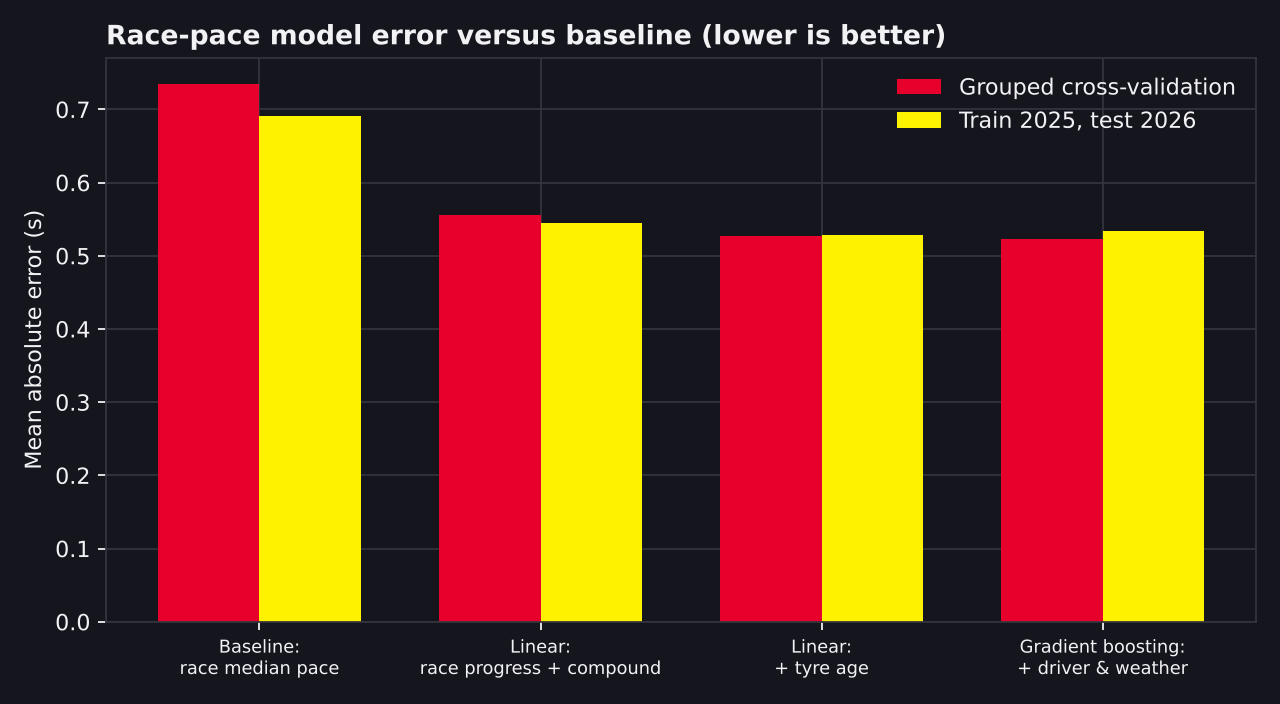 Race-pace model error versus baseline (lower is better)
Grouped cross-validation
Train 2025, test 2026
Mean absolute error (s)
0.7
0.6
0.5
0.4
0.3
0.2
0.1
0.0
Baseline:
race median pace
Linear:
race progress + compound
Linear:
+ tyre age
Gradient boosting:
+ driver & weather